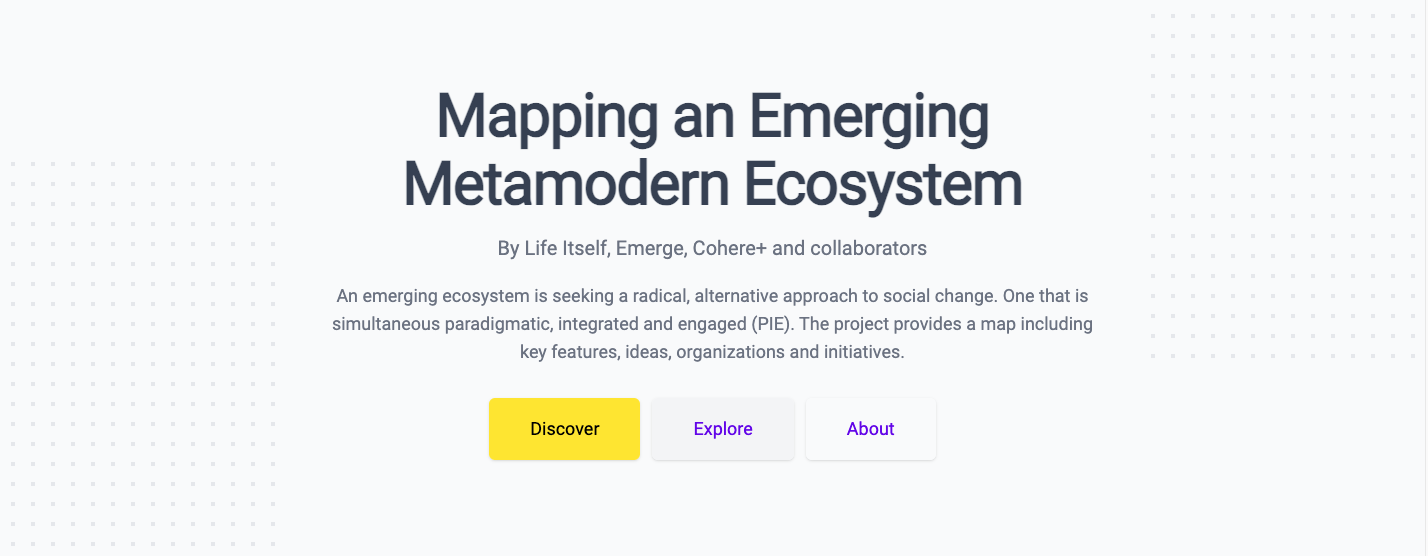 Mapping an Emerging
Metamodern Ecosystem
By Life Itself, Emerge, Cohere+ and collaborators
An emerging ecosystem is seeking a radical, alternative approach to social change. One that is
simultaneous paradigmatic, integrated and engaged (PIE). The project provides a map including
key features, ideas, organizations and initiatives.
Discover
Explore
About